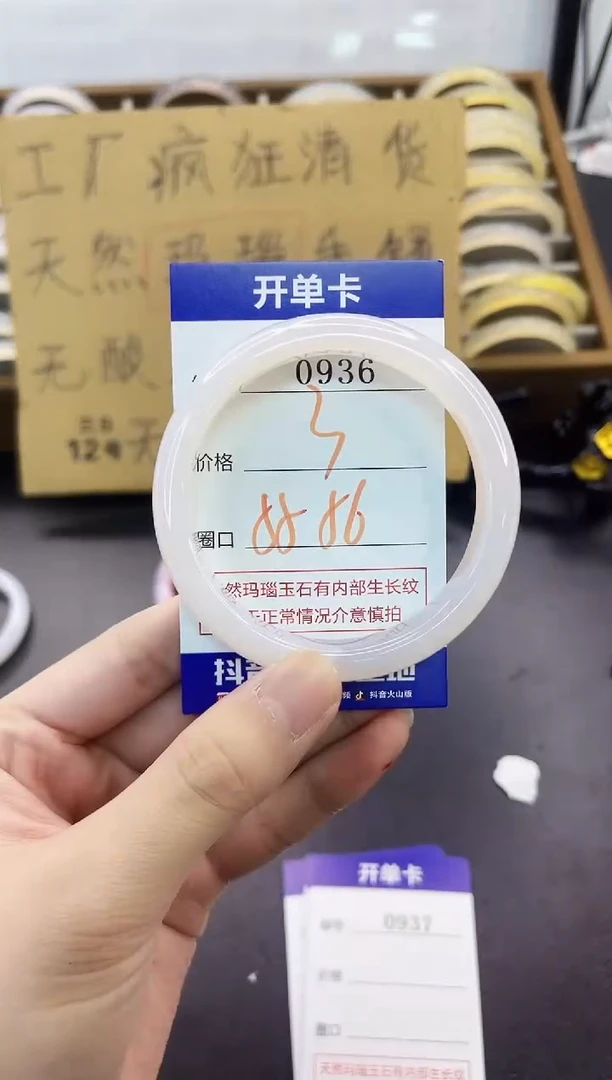 工厂疯狂清货
天然玛瑙手镯
无酸
12号天
开单卡
0936
价格
圈口
然玛瑙玉石有内部生长纹
正常情况介意慎拍
抖音
抖音火山版
开单卡
0937
价格
圈口
天然玛瑙玉石有内部生长纹